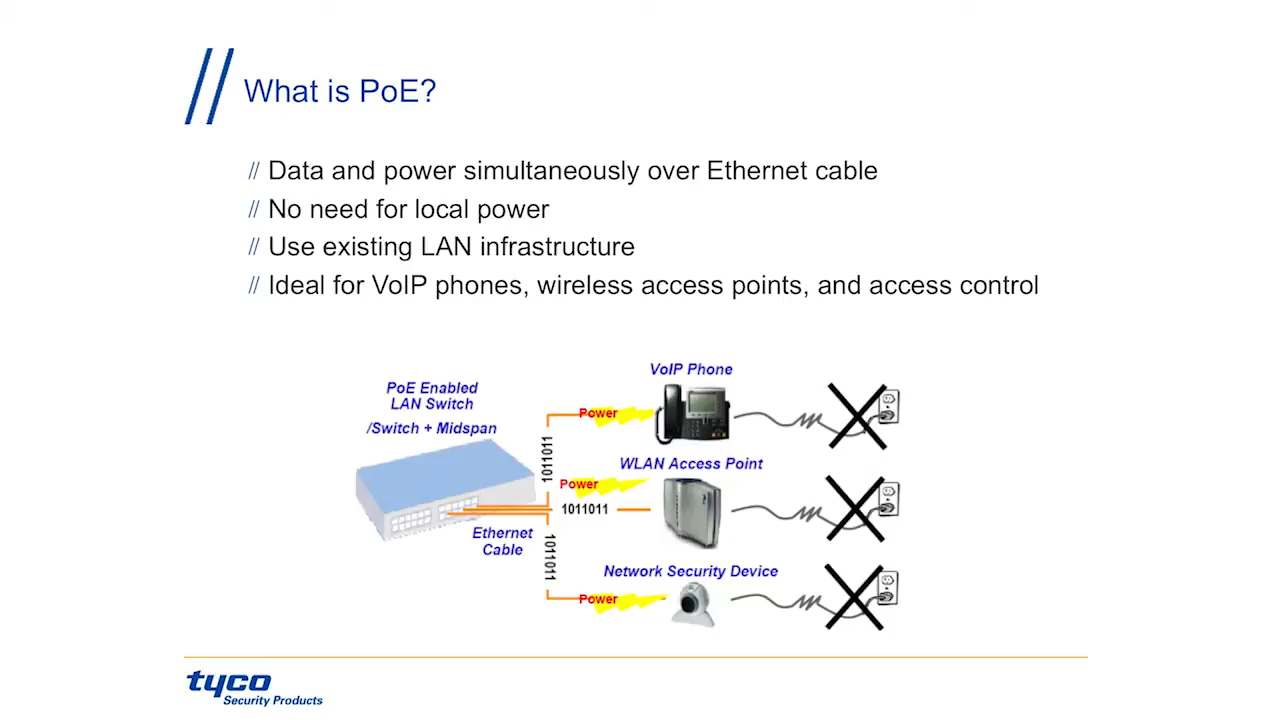 What is PoE?
// Data and power simultaneously over Ethernet cable
// No need for local power
// Use existing LAN infrastructure
// Ideal for VoIP phones, wireless access points, and access control
VoIP Phone
PoE Enabled
LAN Switch
/Switch + Midspan
Power
1011011
WLAN Access Point
Power
1011011
Ethernet
Cable
1011011
Network Security Device
Power
tyco
Security Products